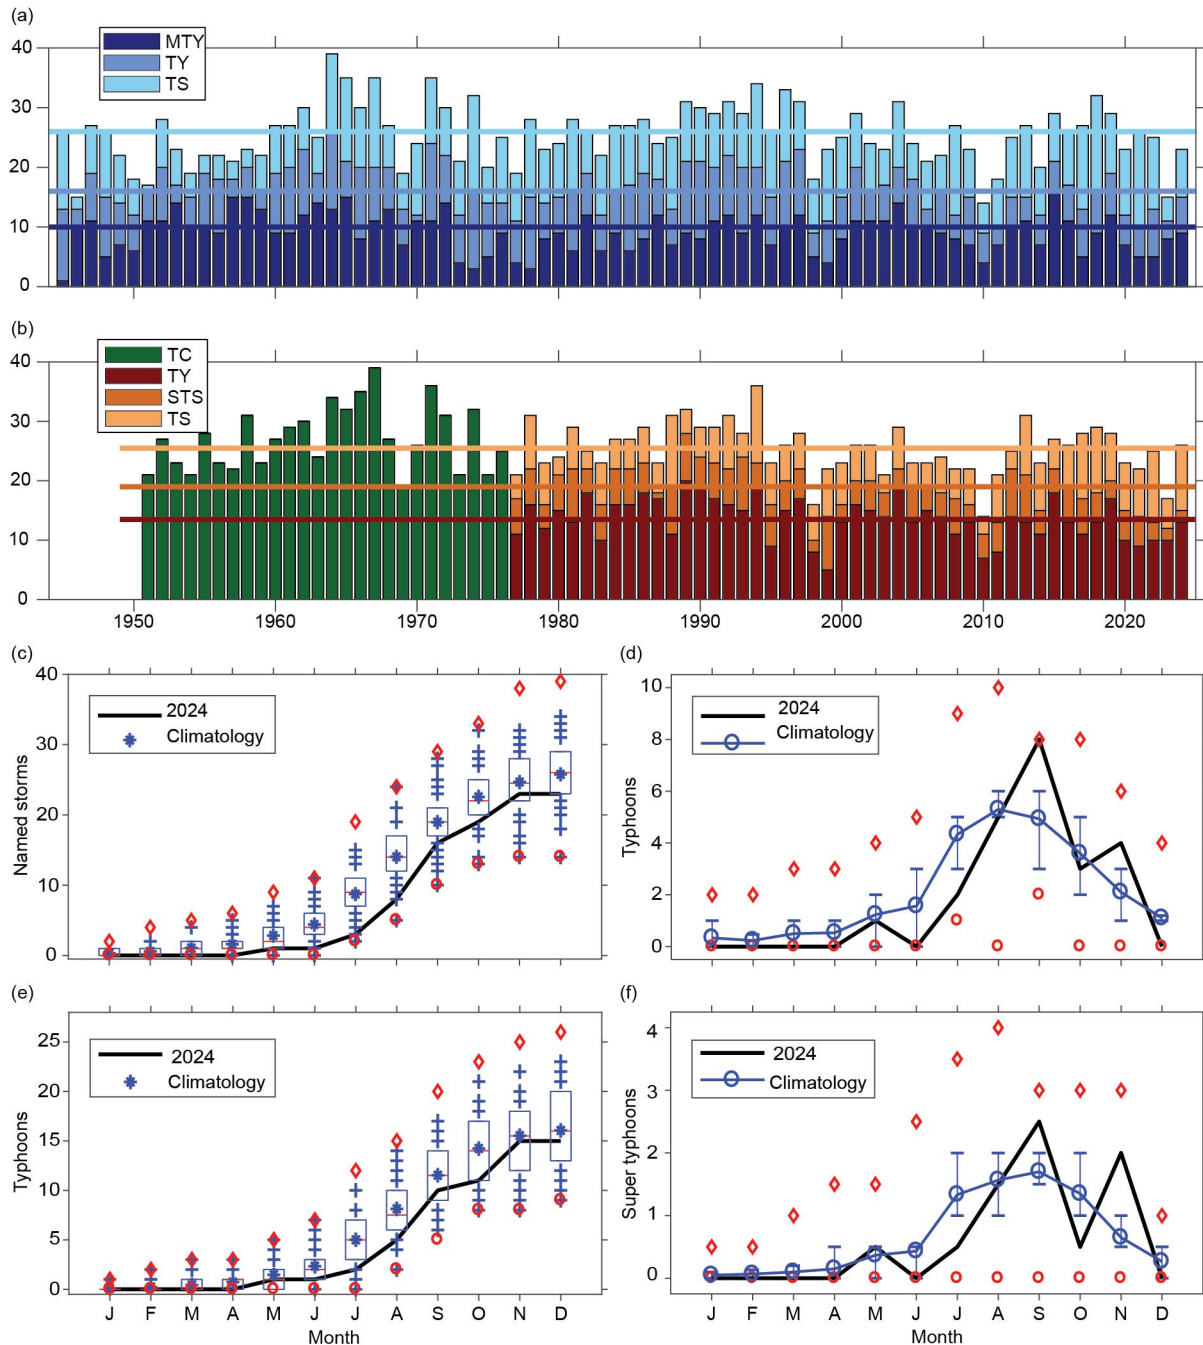 (a)
MTY
TY
TS
40
30
20
10
0
(b)
TC
TY
STS
TS
40
30
20
10
0
1950 1960 1970 1980 1990 2000 2010 2020
(c)
2024
Climatology
Named storms
40
30
20
10
0
(d)
2024
Climatology
Typhoons
10
8
6
4
2
0
(e)
2024
Climatology
Typhoons
25
20
15
10
5
0
J F M A M J J A S O N D
Month
(f)
2024
Climatology
Super typhoons
4
3
2
1
0
J F M A M J J A S O N D
Month